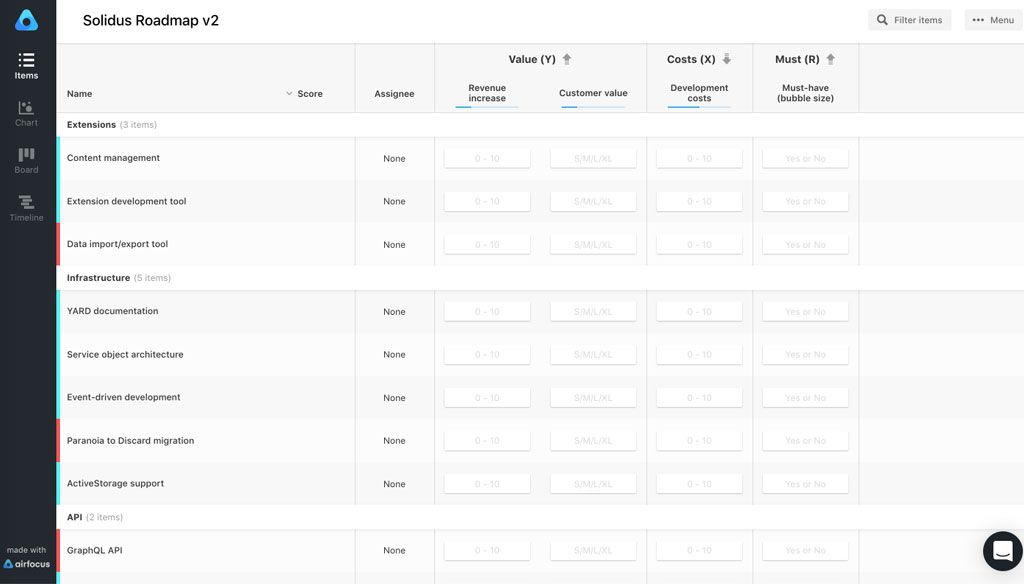 Solidus Roadmap v2
Filter items
Menu
Items
Chart
Board
Timeline
made with
airfocus
Value (Y)
Costs (X)
Must (R)
Name
Score
Assignee
Revenue
increase
Customer value
Development
costs
Must-have
(bubble size)
Extensions (3 items)
Content management None 0 - 10 S/M/L/XL 0 - 10 Yes or No
Extension development tool None 0 - 10 S/M/L/XL 0 - 10 Yes or No
Data import/export tool None 0 - 10 S/M/L/XL 0 - 10 Yes or No
Infrastructure (5 items)
YARD documentation None 0 - 10 S/M/L/XL 0 - 10 Yes or No
Service object architecture None 0 - 10 S/M/L/XL 0 - 10 Yes or No
Event-driven development None 0 - 10 S/M/L/XL 0 - 10 Yes or No
Paranoia to Discard migration None 0 - 10 S/M/L/XL 0 - 10 Yes or No
ActiveStorage support None 0 - 10 S/M/L/XL 0 - 10 Yes or No
API (2 items)
GraphQL API None 0 - 10 S/M/L/XL 0 - 10 Yes or No